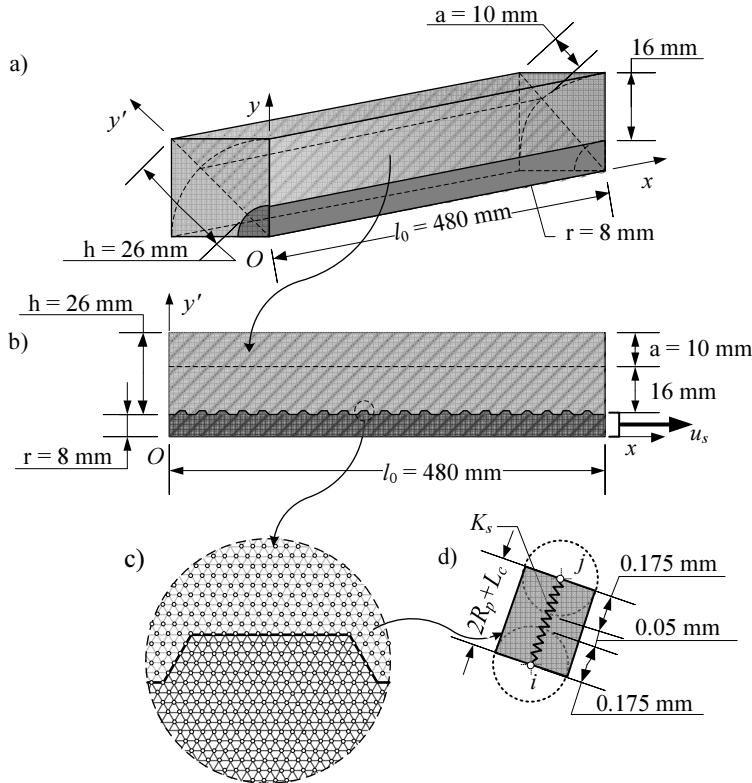 a)
a = 10 mm
16 mm
y'
y
x
h = 26 mm
O
l₀ = 480 mm
r = 8 mm
b)
h = 26 mm
y'
a = 10 mm
16 mm
r = 8 mm
O
x
uₛ
l₀ = 480 mm
c)
d)
Kₛ
j
2Rₚ+L_c
0.175 mm
0.05 mm
i
0.175 mm